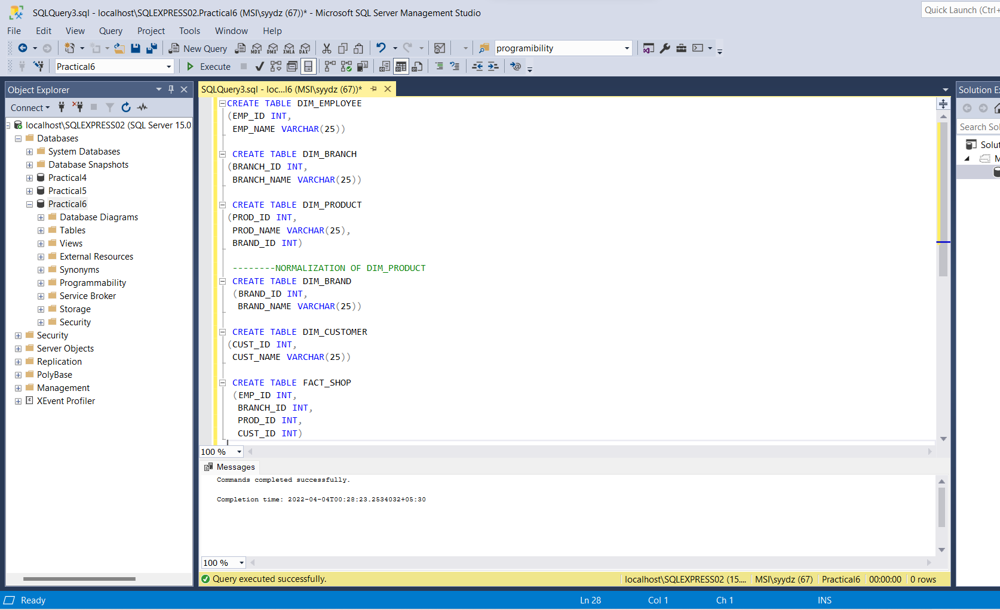 SQLQuery3.sql - localhost\SQLEXPRESS02.Practical6 (MSI\syydz (67))* - Microsoft SQL Server Management Studio
Quick Launch (Ctrl+
File Edit View Query Project Tools Window Help
New Query MDX DMX XMLA DAX programibility
Practical6 Execute
Object Explorer
Connect
localhost\SQLEXPRESS02 (SQL Server 15.0
Databases
System Databases
Database Snapshots
Practical4
Practical5
Practical6
Database Diagrams
Tables
Views
External Resources
Synonyms
Programmability
Service Broker
Storage
Security
Security
Server Objects
Replication
PolyBase
Management
XEvent Profiler
SQLQuery3.sql - loc...l6 (MSI\syydz (67))*
CREATE TABLE DIM_EMPLOYEE
(EMP_ID INT,
EMP_NAME VARCHAR(25))
CREATE TABLE DIM_BRANCH
(BRANCH_ID INT,
BRANCH_NAME VARCHAR(25))
CREATE TABLE DIM_PRODUCT
(PROD_ID INT,
PROD_NAME VARCHAR(25),
BRAND_ID INT)
--------NORMALIZATION OF DIM_PRODUCT
CREATE TABLE DIM_BRAND
(BRAND_ID INT,
BRAND_NAME VARCHAR(25))
CREATE TABLE DIM_CUSTOMER
(CUST_ID INT,
CUST_NAME VARCHAR(25))
CREATE TABLE FACT_SHOP
(EMP_ID INT,
BRANCH_ID INT,
PROD_ID INT,
CUST_ID INT)
100 %
Messages
Commands completed successfully.
Completion time: 2022-04-04T00:28:23.2534032+05:30
100 %
Query executed successfully. localhost\SQLEXPRESS02 (15.... MSI\syydz (67) Practical6 00:00:00 0 rows
Solution E
Search Sol
Solut
M
Ready Ln 28 Col 1 Ch 1 INS